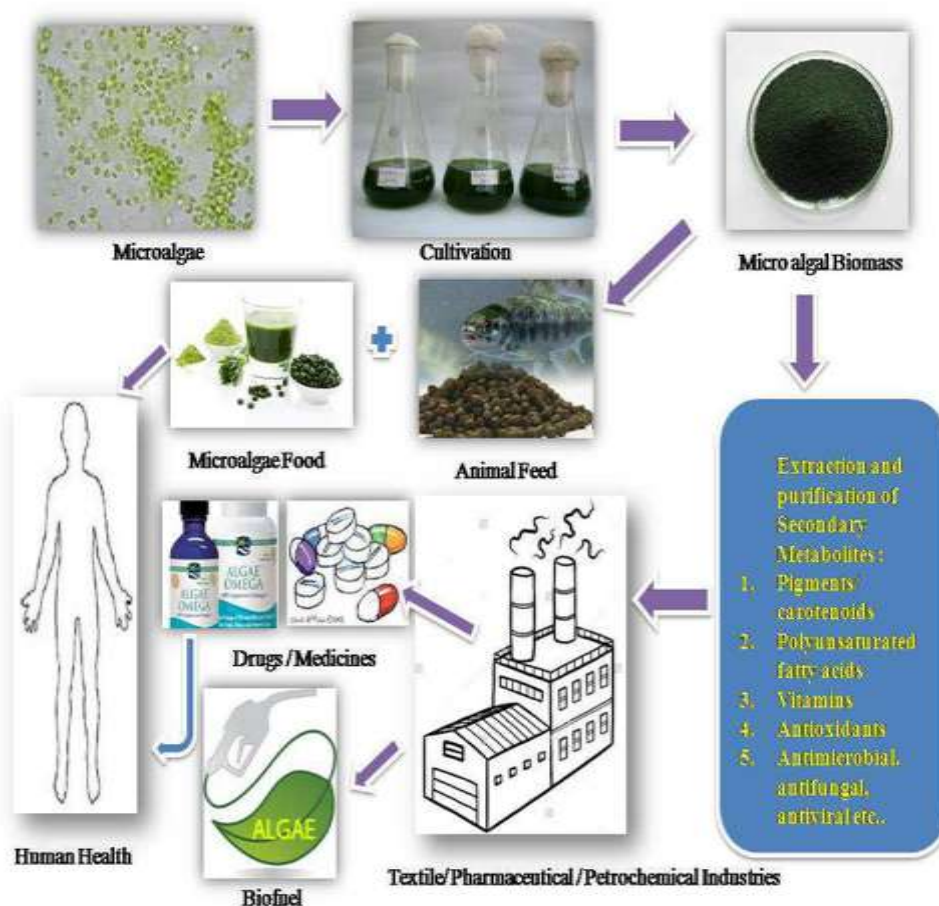 Microalgae
Cultivation
Micro algal Biomass
Microalgae Food
Animal Feed
Extraction and
purification of
Secondary
Metabolites :
1. Pigments/
carotenoids
2. Polyunsaturated
fatty acids
3. Vitamins
4. Antioxidants
5. Antimicrobial,
antifungal,
antiviral etc..
ALGAE
OMEGA
ALGAE
OMEGA
Drugs / Medicines
ALGAE
Human Health
Biofuel
Textile/ Pharmaceutical / Petrochemical Industries